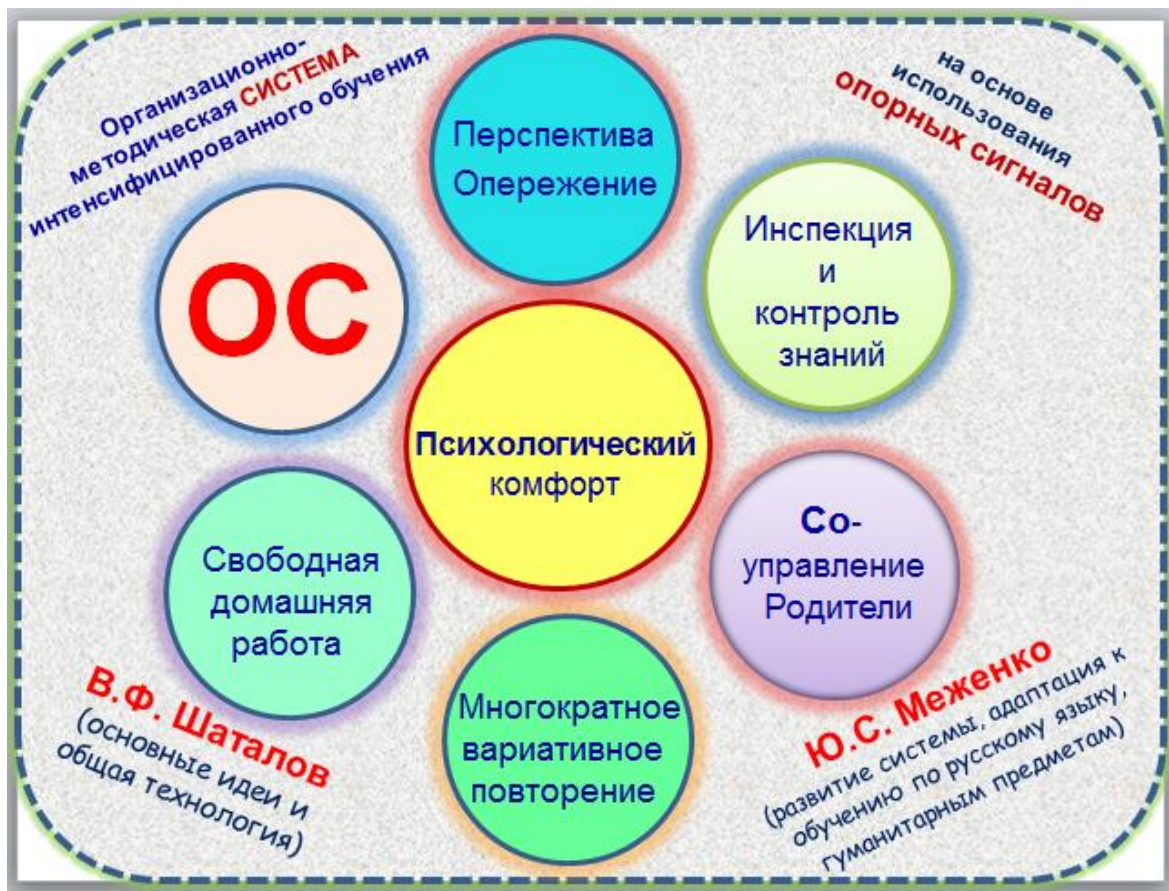 Организационно-
методическая СИСТЕМА
интенсифицированного обучения
на основе
использования
опорных сигналов
Перспектива
Опережение
ОС
Инспекция
и
контроль
знаний
Психологический
комфорт
Свободная
домашняя
работа
Со-
управление
Родители
Многократное
вариативное
повторение
В.Ф. Шаталов
(основные идеи и
общая технология)
Ю.С. Меженко
(развитие системы, адаптация к
обучению по русскому языку,
гуманитарным предметам)